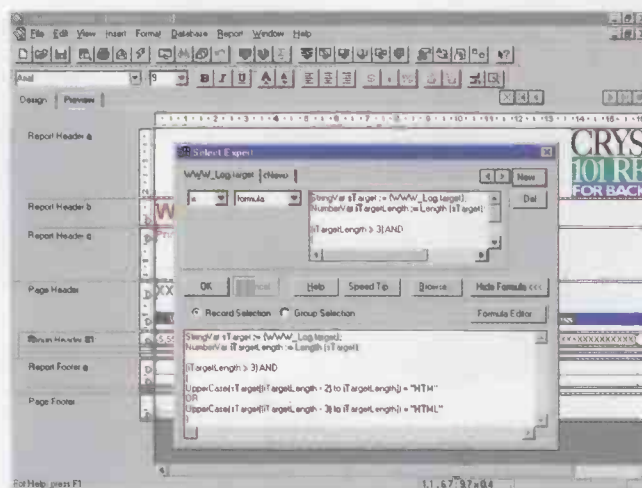 File Edit View Insert Format Database Report Window Help
Arial 9 B I U
Design Preview
Report Header a
CRYS
101 RE
FOR BACK
Select Expert
WWW_Log.target <New>
New
is formula
StringVar sTarget := {WWW_Log.target};
NumberVar iTargetLength := Length (sTarget);
(iTargetLength > 3) AND
(
Del
Report Header b
W
Report Header c
Page Header
XX
OK Help Speed Tip Browse... Hide Formula <<<
Record Selection Group Selection Formula Editor
StringVar sTarget := {WWW_Log.target};
NumberVar iTargetLength := Length (sTarget);
(iTargetLength > 3) AND
(
UpperCase(sTarget[(iTargetLength - 2) to iTargetLength]) = "HTM"
OR
UpperCase(sTarget[(iTargetLength - 3) to iTargetLength]) = "HTML"
)
Report Footer a
Page Footer
For Help, press F1